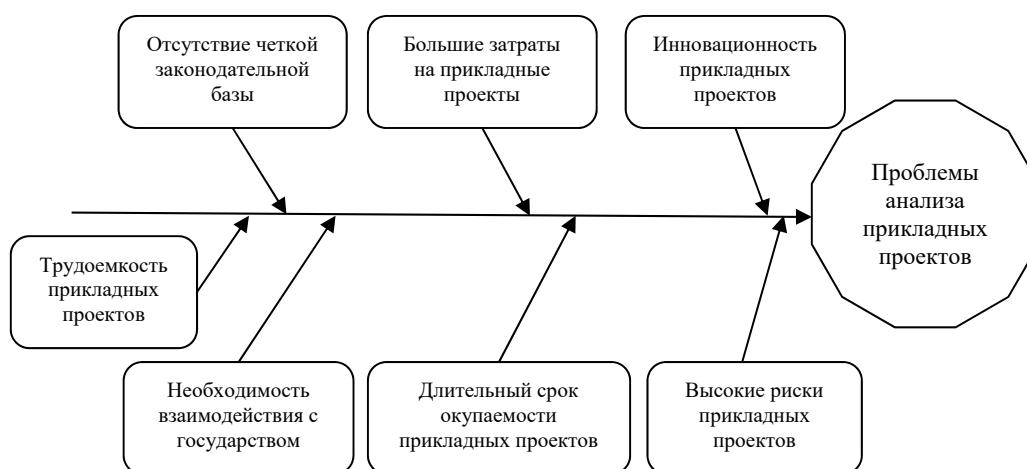 Отсутствие четкой
законодательной
базы
Большие затраты
на прикладные
проекты
Инновационность
прикладных
проектов
Проблемы
анализа
прикладных
проектов
Трудоемкость
прикладных
проектов
Необходимость
взаимодействия с
государством
Длительный срок
окупаемости
прикладных проектов
Высокие риски
прикладных
проектов